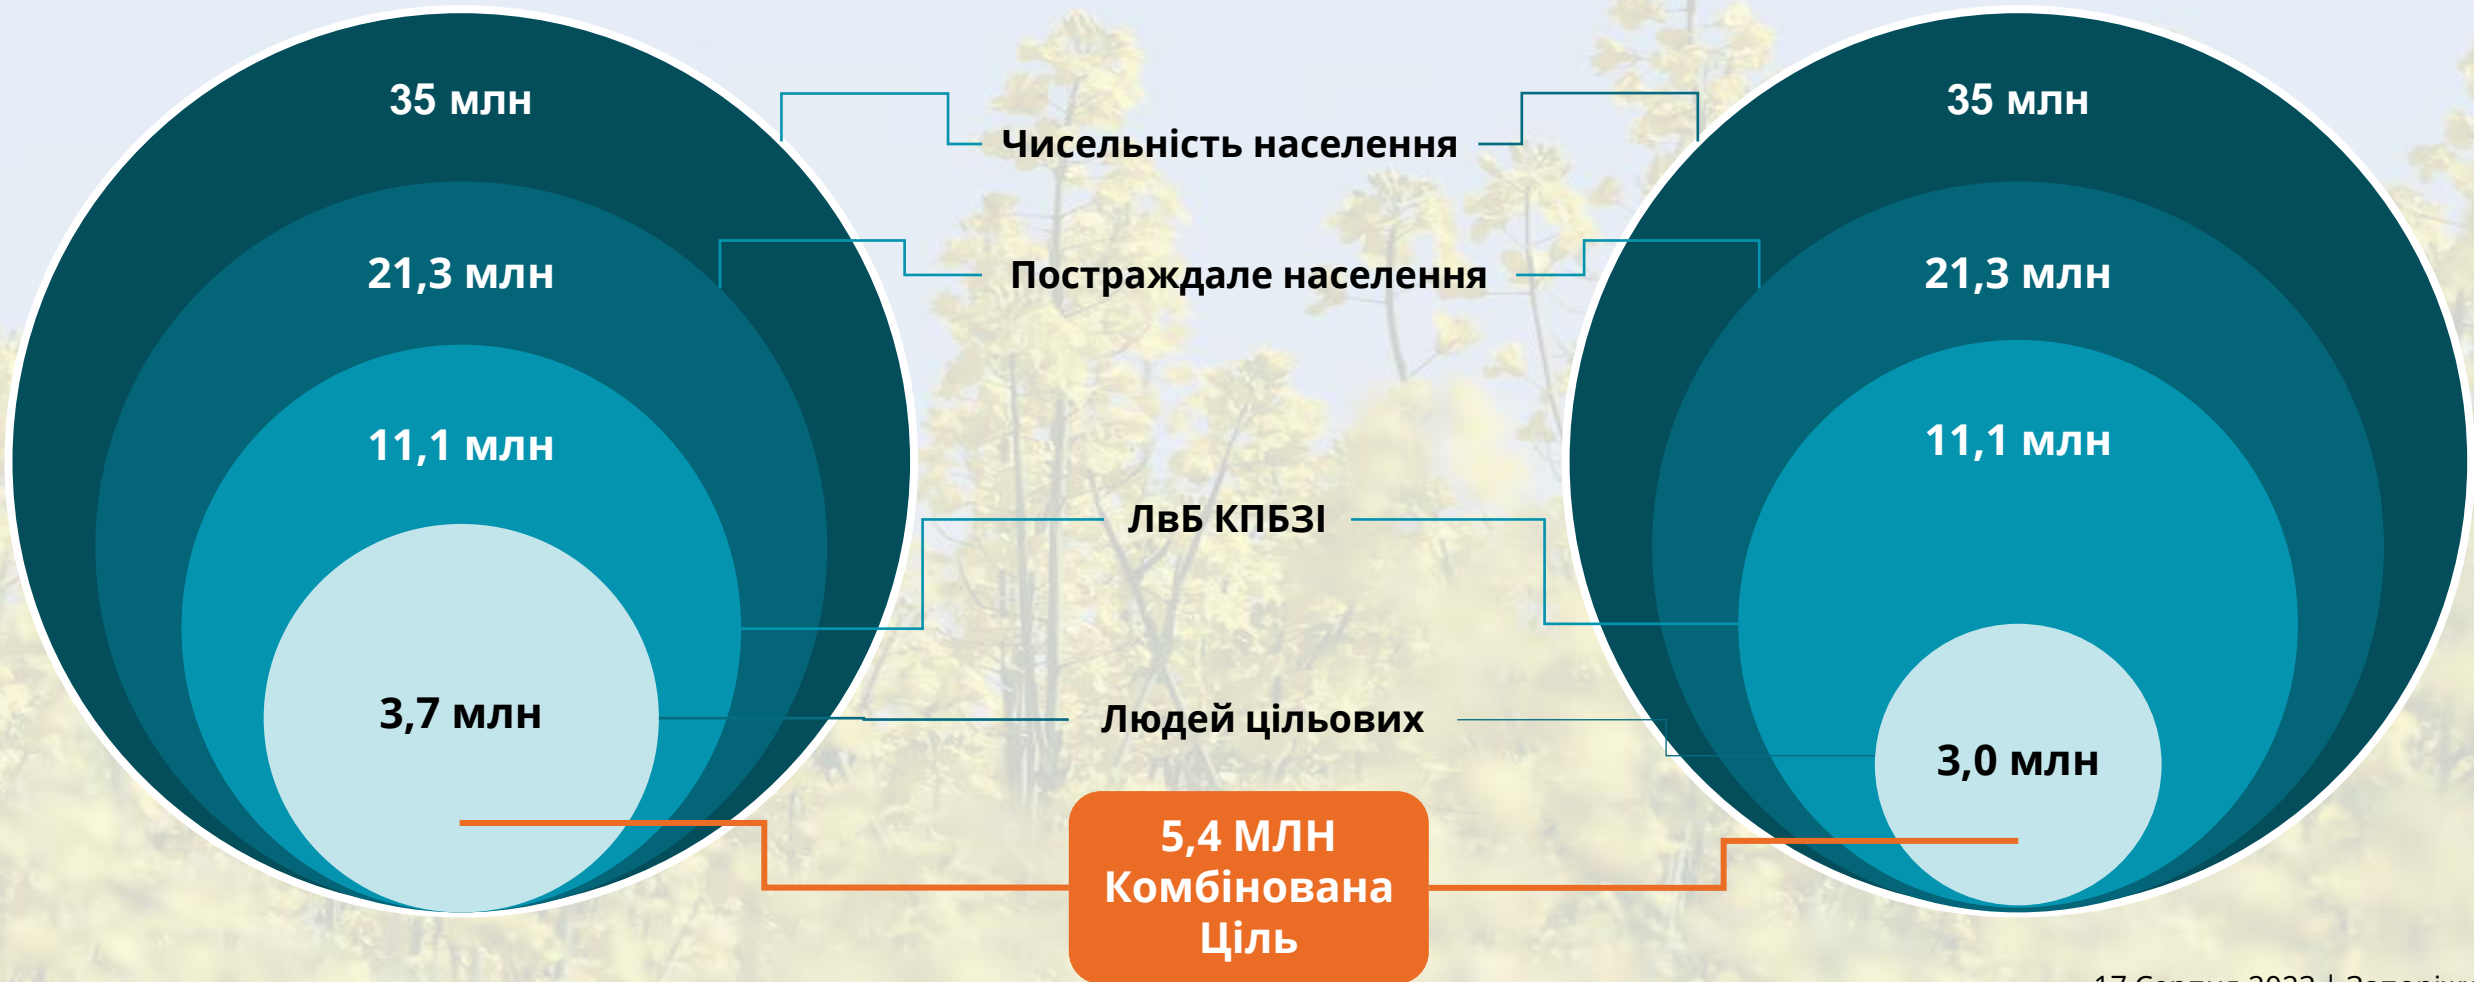 35 млн
21,3 млн
11,1 млн
3,7 млн
Чисельність населення
Постраждале населення
ЛвБ КПБЗІ
Людей цільових
5,4 МЛН
Комбінована
Ціль
35 млн
21,3 млн
11,1 млн
3,0 млн